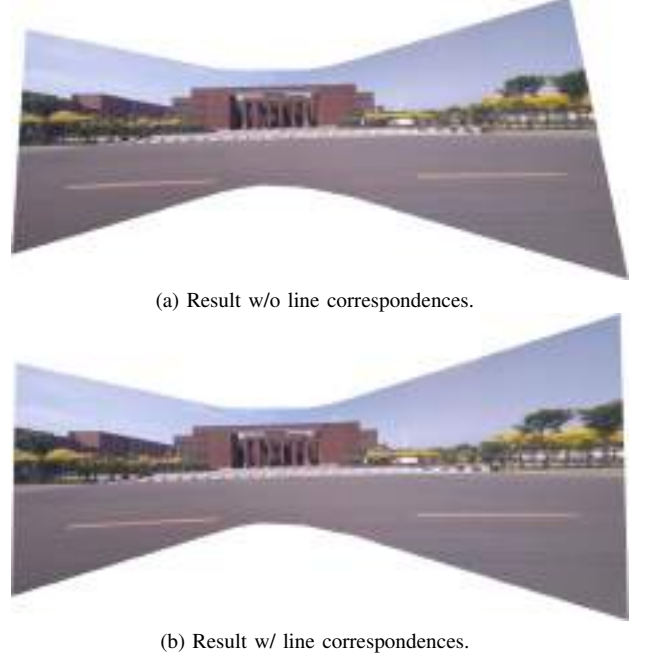 (a) Result w/o line correspondences.
(b) Result w/ line correspondences.